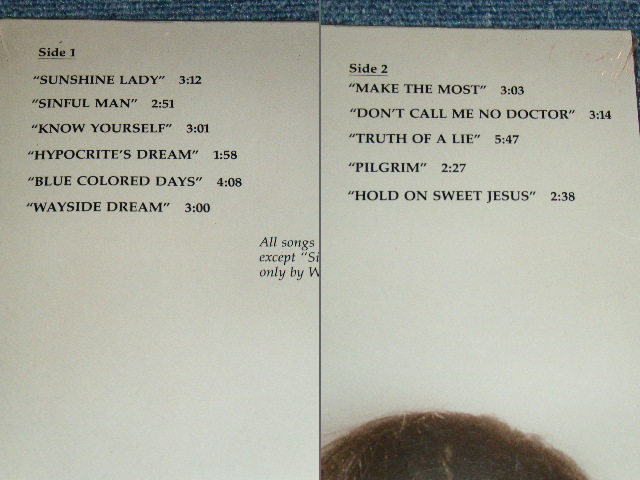 Side 1
“SUNSHINE LADY” 3:12
“SINFUL MAN” 2:51
“KNOW YOURSELF” 3:01
“HYPOCRITE'S DREAM” 1:58
“BLUE COLORED DAYS” 4:08
“WAYSIDE DREAM” 3:00
All songs
except “Si
only by W
Side 2
“MAKE THE MOST” 3:03
“DON'T CALL ME NO DOCTOR” 3:14
“TRUTH OF A LIE” 5:47
“PILGRIM” 2:27
“HOLD ON SWEET JESUS” 2:38